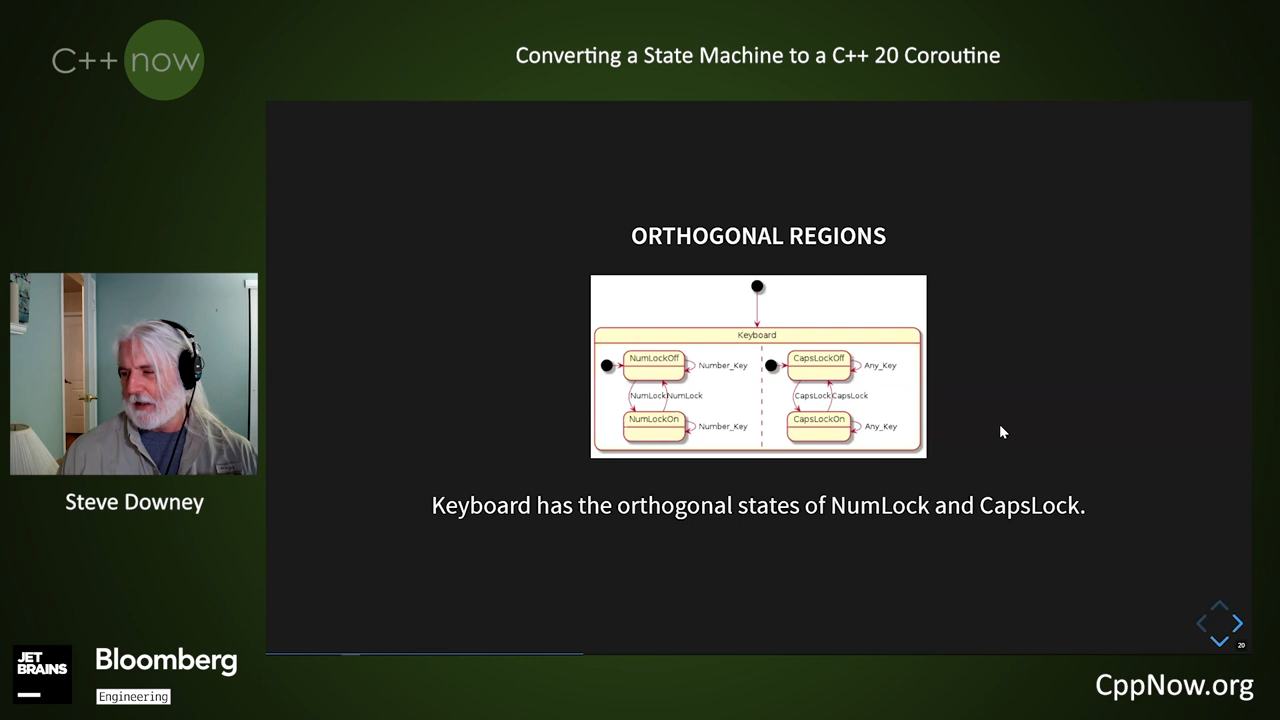 C++ now
Converting a State Machine to a C++ 20 Coroutine
ORTHOGONAL REGIONS
Keyboard
NumLockOff
Number_Key
CapsLockOff
Any_Key
NumLock
NumLock
CapsLock
CapsLock
NumLockOn
Number_Key
CapsLockOn
Any_Key
Keyboard has the orthogonal states of NumLock and CapsLock.
Steve Downey
20
JET
BRAINS
Bloomberg
Engineering
CppNow.org